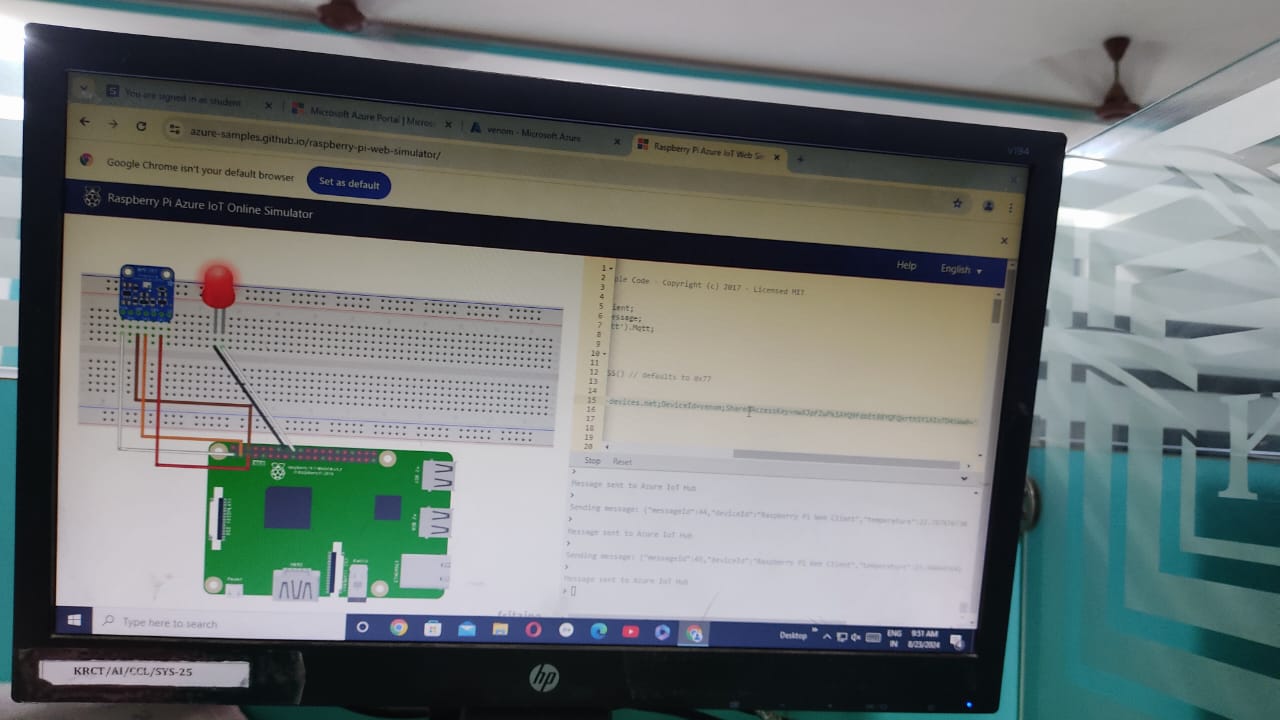 You are signed in as student
Microsoft Azure Portal | Micros
venom - Microsoft Azure
Raspberry Pi Azure IoT Web Si
V194
azure-samples.github.io/raspberry-pi-web-simulator/
Google Chrome isn't your default browser
Set as default
Raspberry Pi Azure IoT Online Simulator
Help
English
1
2
ple Code - Copyright (c) 2017 - Licensed MIT
3
4
5
ient;
6
essage;
7
tt').Mqtt;
8
9
10
11
12
SS() // defaults to 0x77
13
14
15
-devices.net;DeviceId=venom;SharedAccessKey=
16
17
18
19
20
Stop Reset
>
Message sent to Azure IoT Hub
>
Sending message: {"messageId":44,"deviceId":"Raspberry Pi Web Client","temperature":
>
Message sent to Azure IoT Hub
>
Sending message: {"messageId":45,"deviceId":"Raspberry Pi Web Client","temperature":
>
Message sent to Azure IoT Hub
>
Power
HDMI
Type here to search
Desktop
ENG
IN
9:51 AM
8/23/2024
KRCT/AI/CCL/SYS-25
hp
K